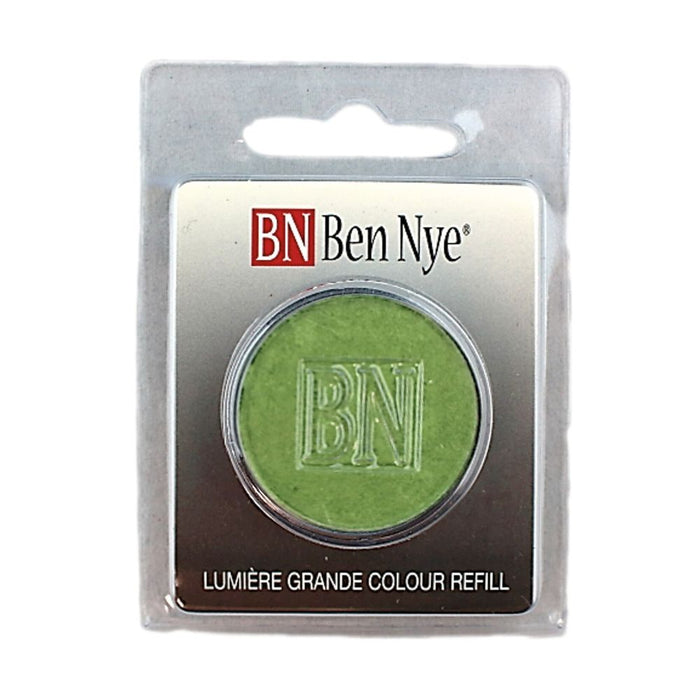 BN Ben Nye®
BN
LUMIÈRE GRANDE COLOUR REFILL